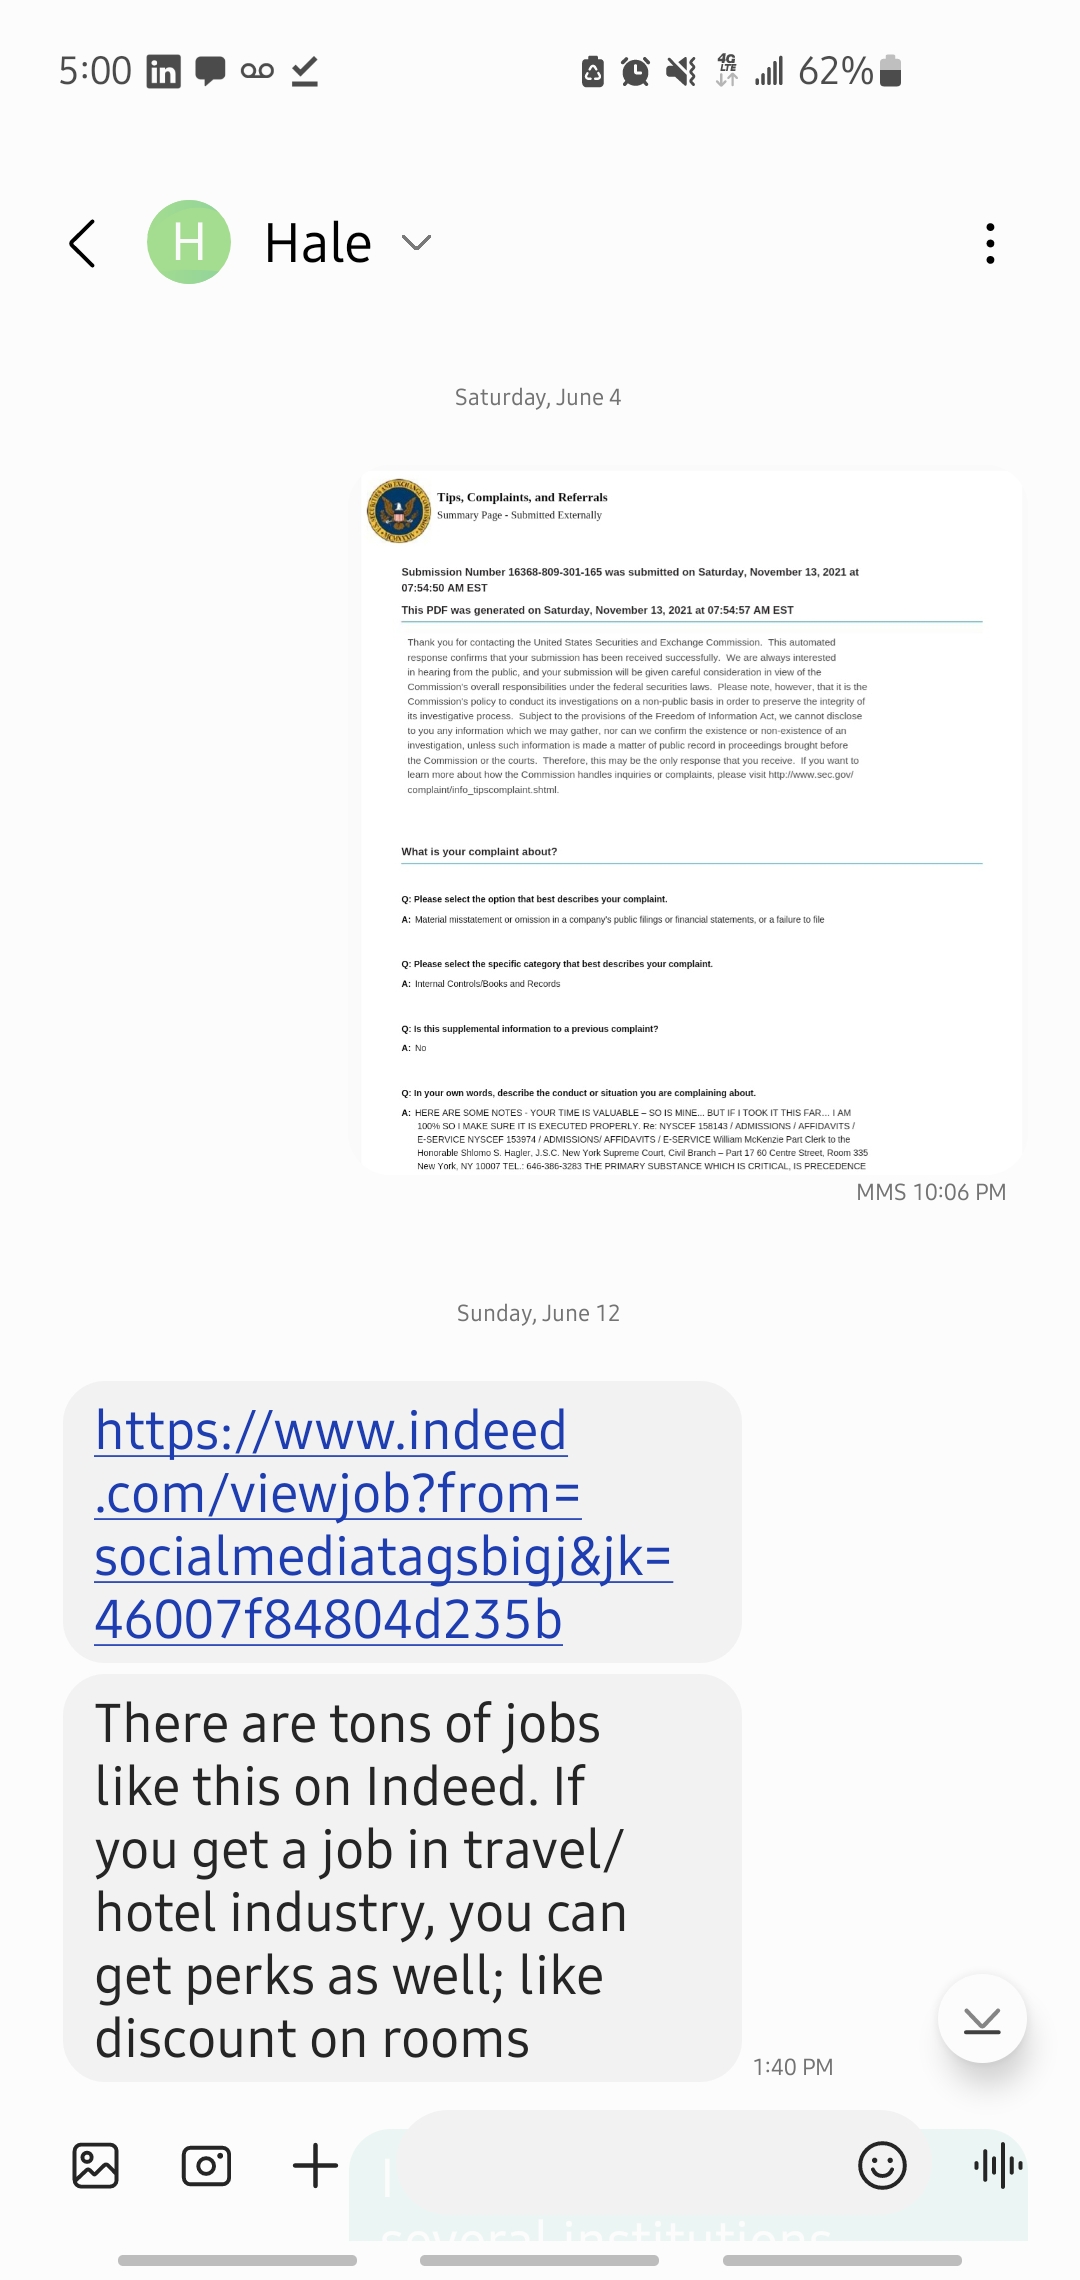 5:00
4G
LTE
62%
H
Hale
Saturday, June 4
Tips, Complaints, and Referrals
Summary Page - Submitted Externally
Submission Number 16368-809-301-165 was submitted on Saturday, November 13, 2021 at
07:54:50 AM EST
This PDF was generated on Saturday, November 13, 2021 at 07:54:57 AM EST
Thank you for contacting the United States Securities and Exchange Commission.  This automated
response confirms that your submission has been received successfully.  We are always interested
in hearing from the public, and your submission will be given careful consideration in view of the
Commission's overall responsibilities under the federal securities laws.  Please note, however, that it is the
Commission's policy to conduct its investigations on a non-public basis in order to preserve the integrity of
its investigative process.  Subject to the provisions of the Freedom of Information Act, we cannot disclose
to you any information which we may gather, nor can we confirm the existence or non-existence of an
investigation, unless such information is made a matter of public record in proceedings brought before
the Commission or the courts.  Therefore, this may be the only response that you receive.  If you want to
learn more about how the Commission handles inquiries or complaints, please visit http://www.sec.gov/
complaint/info_tipscomplaint.shtml.
What is your complaint about?
Q: Please select the option that best describes your complaint.
A: Material misstatement or omission in a company's public filings or financial statements, or a failure to file
Q: Please select the specific category that best describes your complaint.
A: Internal Controls/Books and Records
Q: Is this supplemental information to a previous complaint?
A: No
Q: In your own words, describe the conduct or situation you are complaining about.
A: HERE ARE SOME NOTES - YOUR TIME IS VALUABLE – SO IS MINE... BUT IF I TOOK IT THIS FAR... I AM
100% SO I MAKE SURE IT IS EXECUTED PROPERLY. Re: NYSCEF 158143 / ADMISSIONS / AFFIDAVITS /
E-SERVICE NYSCEF 153974 / ADMISSIONS/ AFFIDAVITS / E-SERVICE William McKenzie Part Clerk to the
Honorable Shlomo S. Hagler, J.S.C. New York Supreme Court, Civil Branch – Part 17 60 Centre Street, Room 335
New York, NY 10007 TEL.: 646-386-3283 THE PRIMARY SUBSTANCE WHICH IS CRITICAL, IS PRECEDENCE
MMS 10:06 PM
Sunday, June 12
https://www.indeed
.com/viewjob?from=
socialmediatagsbigj&jk=
46007f84804d235b
There are tons of jobs
like this on Indeed. If
you get a job in travel/
hotel industry, you can
get perks as well; like
discount on rooms
1:40 PM
I
several institutions